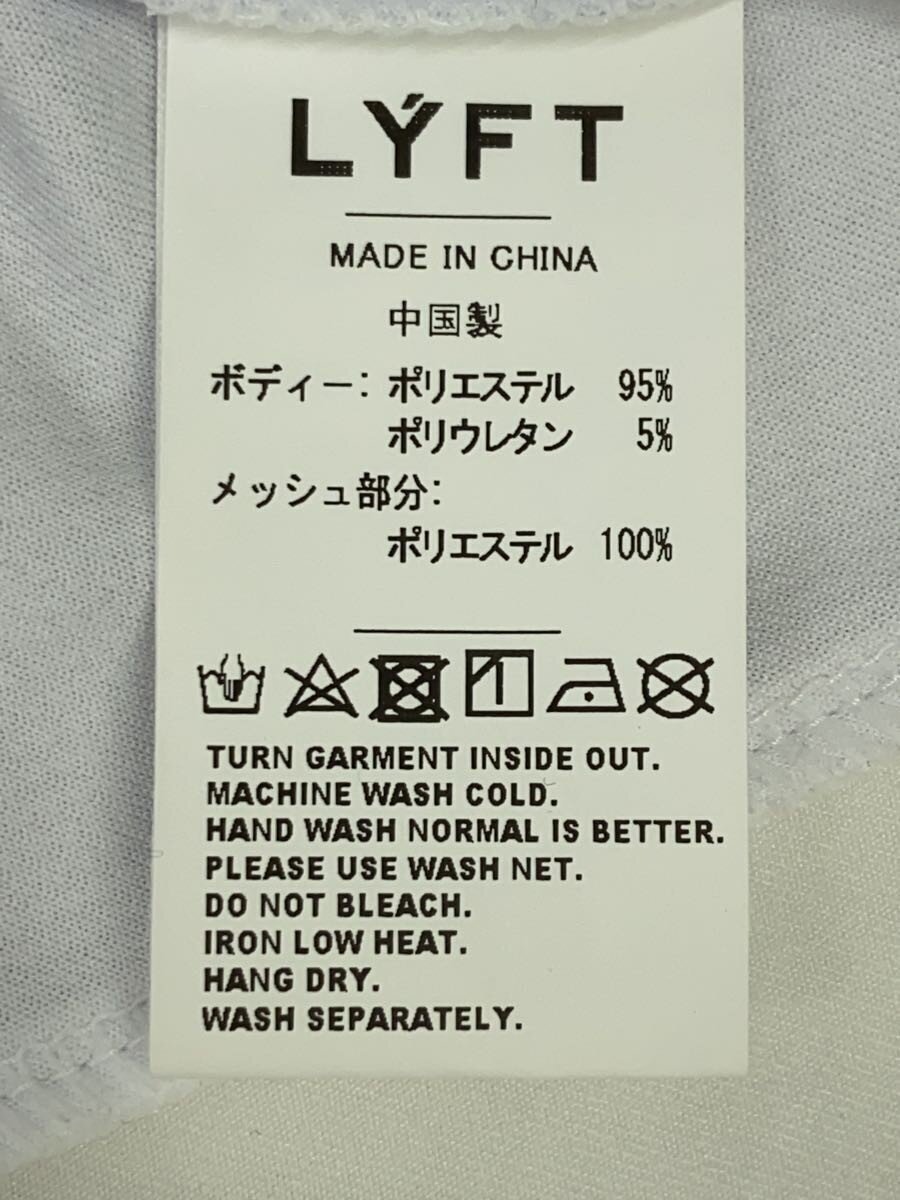 LÝFT
MADE IN CHINA
中国製
ボディー: ポリエステル 95%
ポリウレタン 5%
メッシュ部分:
ポリエステル 100%
TURN GARMENT INSIDE OUT.
MACHINE WASH COLD.
HAND WASH NORMAL IS BETTER.
PLEASE USE WASH NET.
DO NOT BLEACH.
IRON LOW HEAT.
HANG DRY.
WASH SEPARATELY.